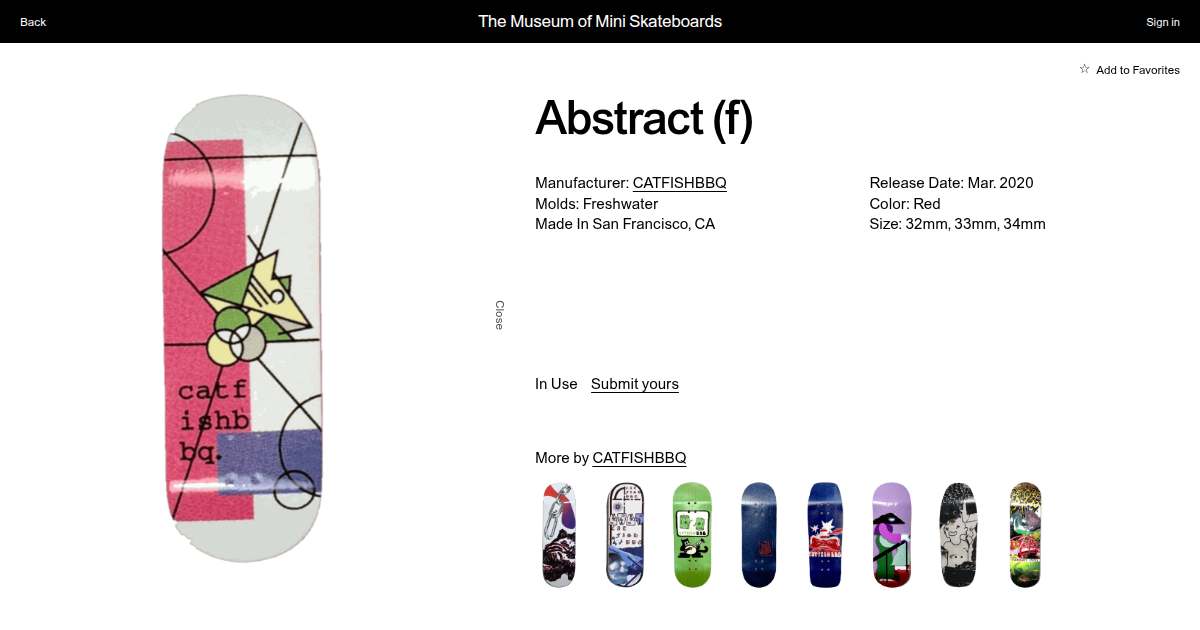 Back
The Museum of Mini Skateboards
Sign in
☆ Add to Favorites
Abstract (f)
Manufacturer: CATFISHBBQ
Molds: Freshwater
Made In San Francisco, CA
Release Date: Mar. 2020
Color: Red
Size: 32mm, 33mm, 34mm
catf
ishb
bq.
Close
In Use Submit yours
More by CATFISHBBQ